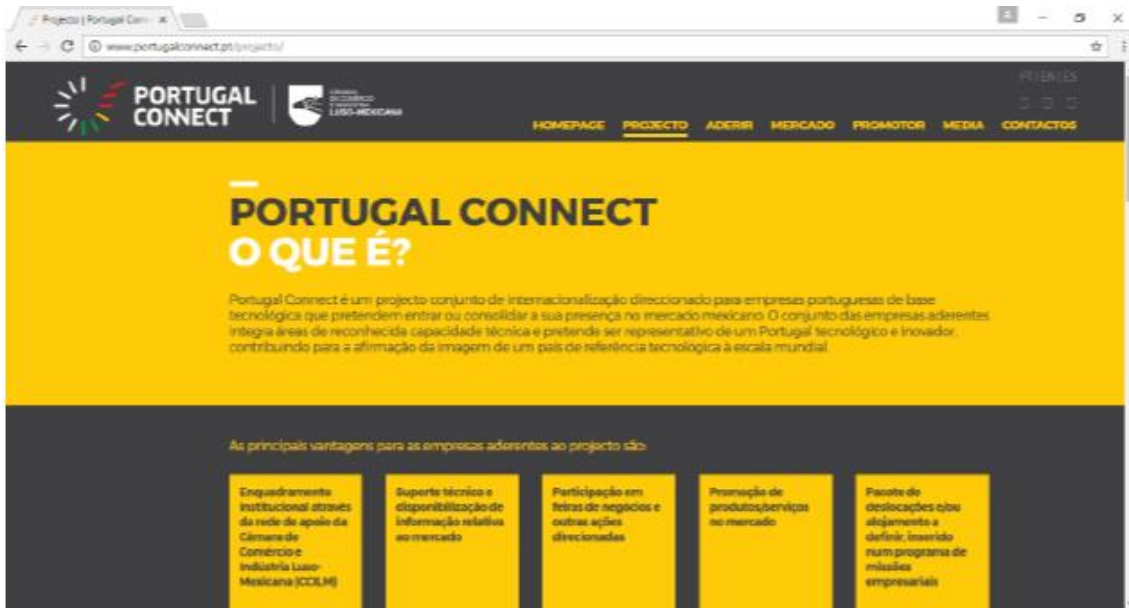 Projecto | Portugal Con
www.portugalconnect.pt/projecto/
PT|EN|ES
PORTUGAL
CONNECT
CÂMARA
DE COMÉRCIO
E INDÚSTRIA
LUSO-MEXICANA
HOMEPAGE PROJECTO ADERIR MERCADO PROMOTOR MEDIA CONTACTOS
PORTUGAL CONNECT
O QUE É?
Portugal Connect é um projecto conjunto de internacionalização direccionado para empresas portuguesas de base
tecnológica que pretendem entrar ou consolidar a sua presença no mercado mexicano. O conjunto das empresas aderentes
integra áreas de reconhecida capacidade técnica e pretende ser representativo de um Portugal tecnológico e inovador,
contribuindo para a afirmação da imagem de um país de referência tecnológica à escala mundial.
As principais vantagens para as empresas aderentes ao projecto são:
Enquadramento
institucional através
da rede de apoio da
Câmara de
Comércio e
Indústria Luso-
Mexicana (CCILM)
Suporte técnico e
disponibilização de
informação relativa
ao mercado
Participação em
feiras de negócios e
outras ações
direcionadas
Promoção de
produtos/serviços
no mercado
Pacote de
deslocações e/ou
alojamento a
definir, inserido
num programa de
missões
empresariais